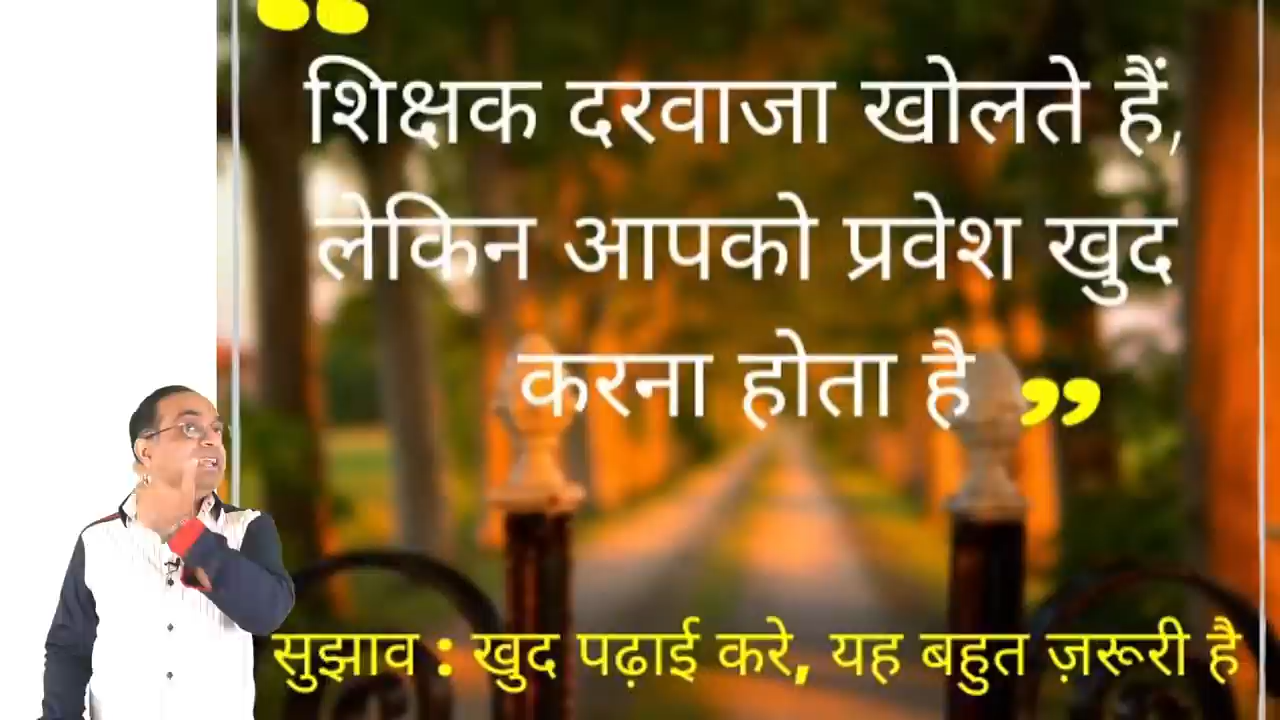 “
शिक्षक दरवाजा खोलते हैं,
लेकिन आपको प्रवेश खुद
करना होता है ”
सुझाव : खुद पढ़ाई करे, यह बहुत ज़रूरी है